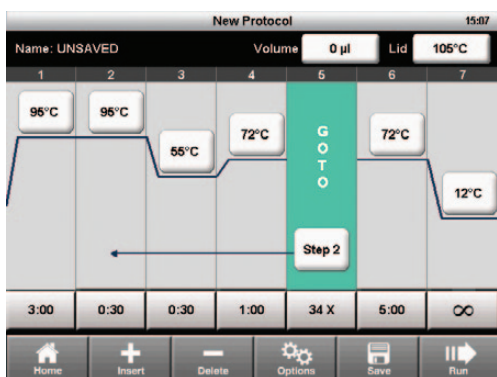 New Protocol 15:07
Name: UNSAVED Volume 0 µl Lid 105°C
1 2 3 4 5 6 7
95°C 95°C 55°C 72°C GOTO 72°C 12°C
Step 2
3:00 0:30 0:30 1:00 34 X 5:00 ∞
Home Insert Delete Options Save Run